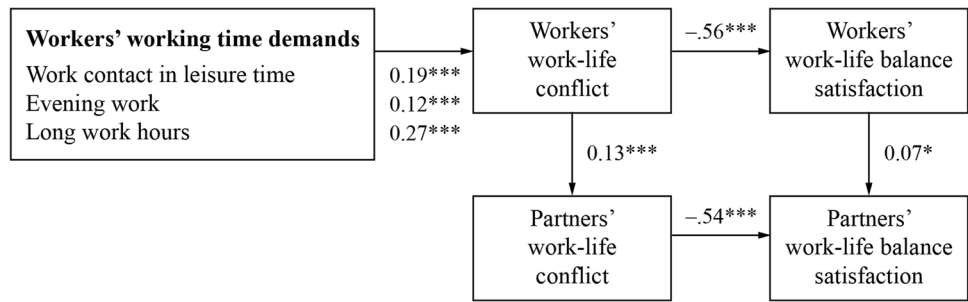 Workers’ working time demands
Work contact in leisure time
Evening work
Long work hours
0.19***
0.12***
0.27***
Workers’
work-life
conflict
–.56***
Workers’
work-life balance
satisfaction
0.13***
0.07*
Partners’
work-life
conflict
–.54***
Partners’
work-life balance
satisfaction